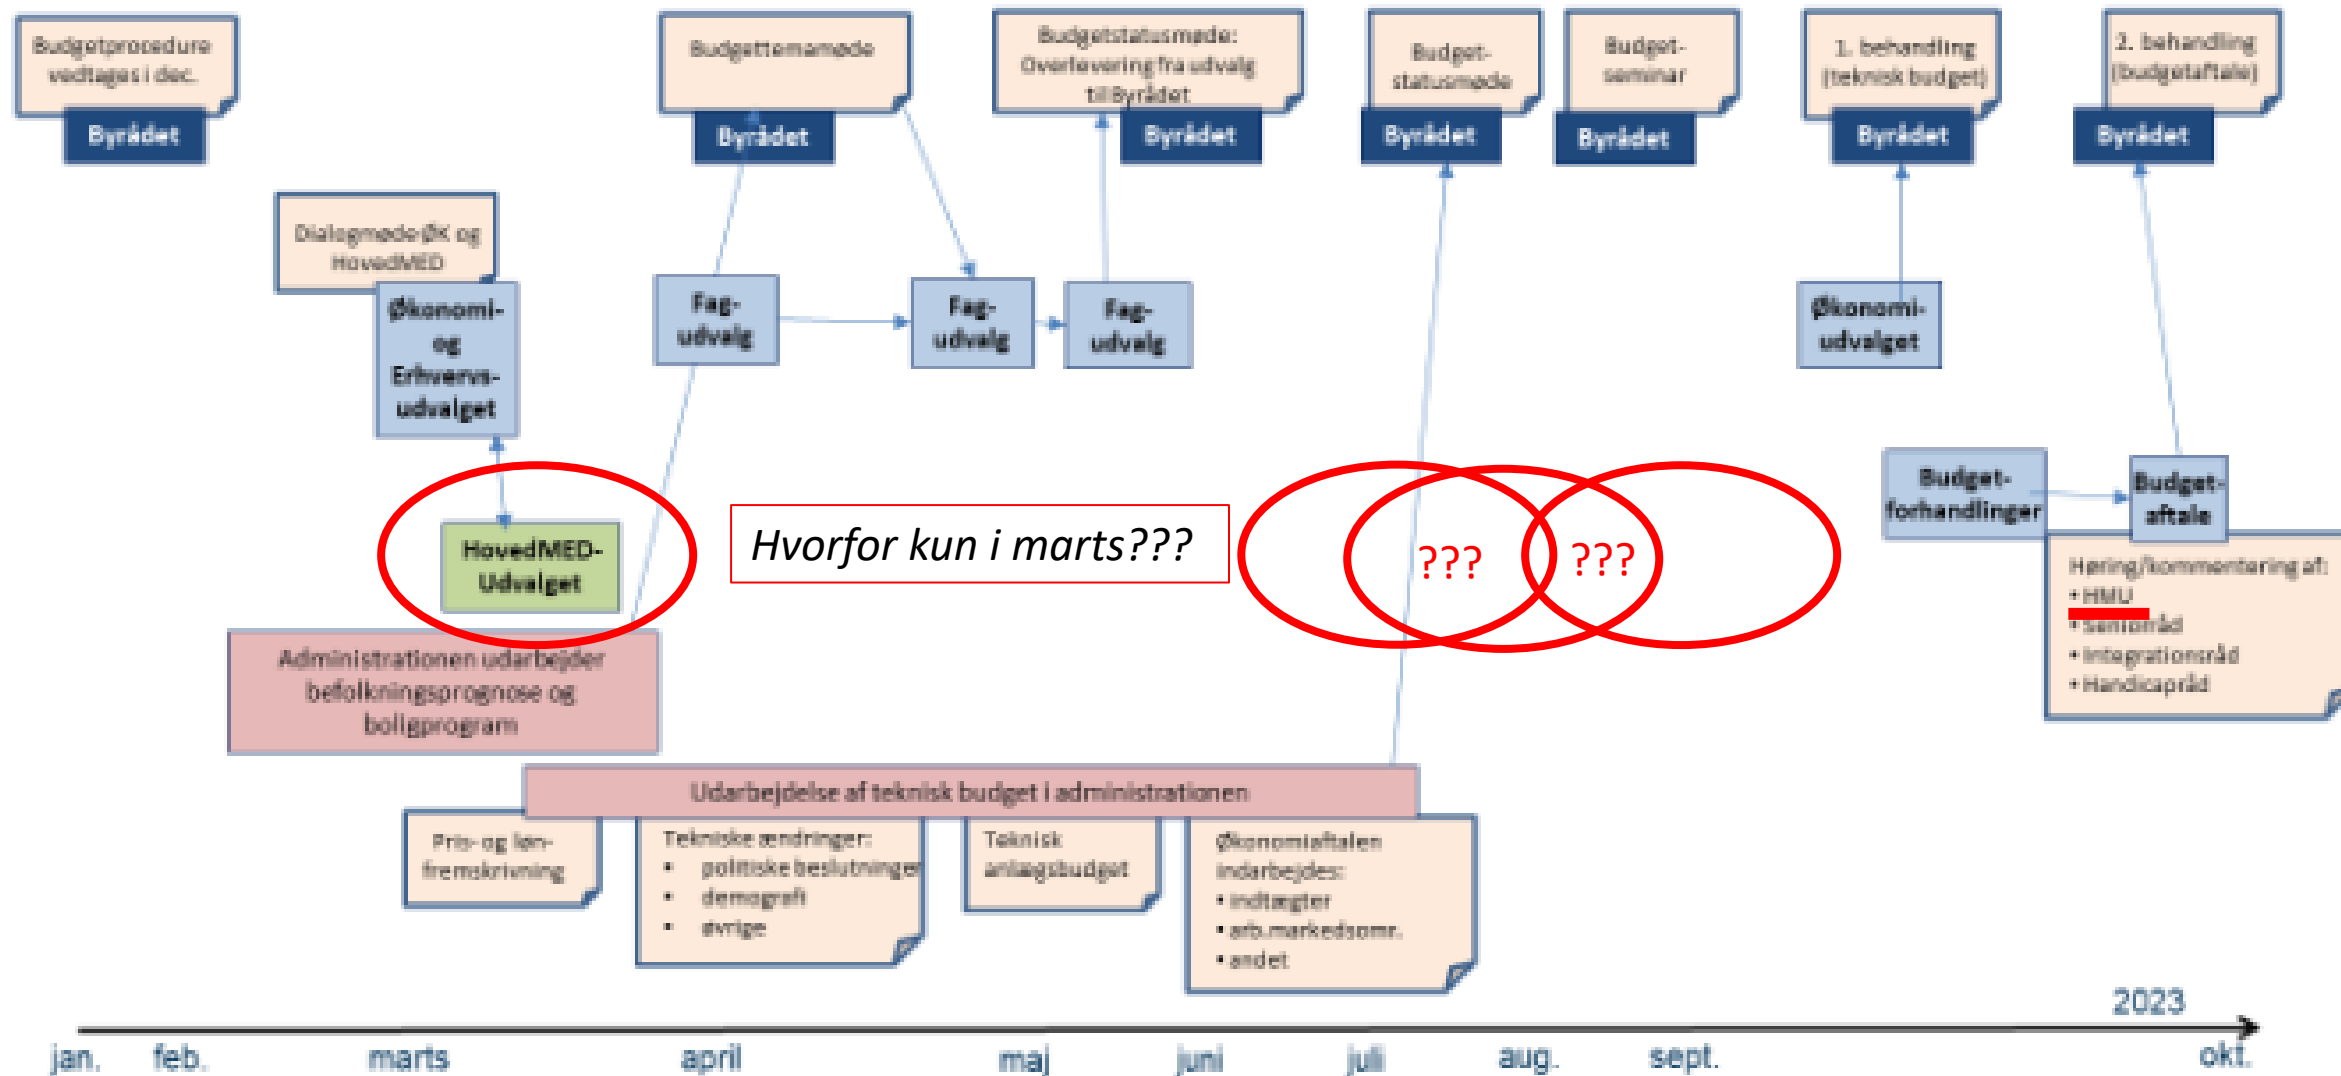 Budgetprocedure
vedtages i dec.
Byrådet
Budgettemamøde
Byrådet
Budgetstatusmøde:
Overlevering fra udvalg
til Byrådet
Byrådet
Budget-
statusmøde
Byrådet
Budget-
seminar
Byrådet
1. behandling
(teknisk budget)
Byrådet
2. behandling
(budgetaftale)
Byrådet
Dialogmøde ØK og
HovedMED
Økonomi-
og
Erhvervs-
udvalget
Fag-
udvalg
Fag-
udvalg
Fag-
udvalg
Økonomi-
udvalget
HovedMED-
Udvalget
Hvorfor kun i marts???
???
???
Budget-
forhandlinger
Budget-
aftale
Høring/kommentering af:
• HMU
• Seniorråd
• Integrationsråd
• Handicapråd
Administrationen udarbejder
befolkningsprognose og
boligprogram
Udarbejdelse af teknisk budget i administrationen
Pris- og løn-
fremskrivning
Tekniske ændringer:
• politiske beslutninger
• demografi
• øvrige
Teknisk
anlægsbudget
Økonomiaftalen
indarbejdes:
• indtægter
• arb.markedsomr.
• andet
2023
jan.
feb.
marts
april
maj
juni
juli
aug.
sept.
okt.